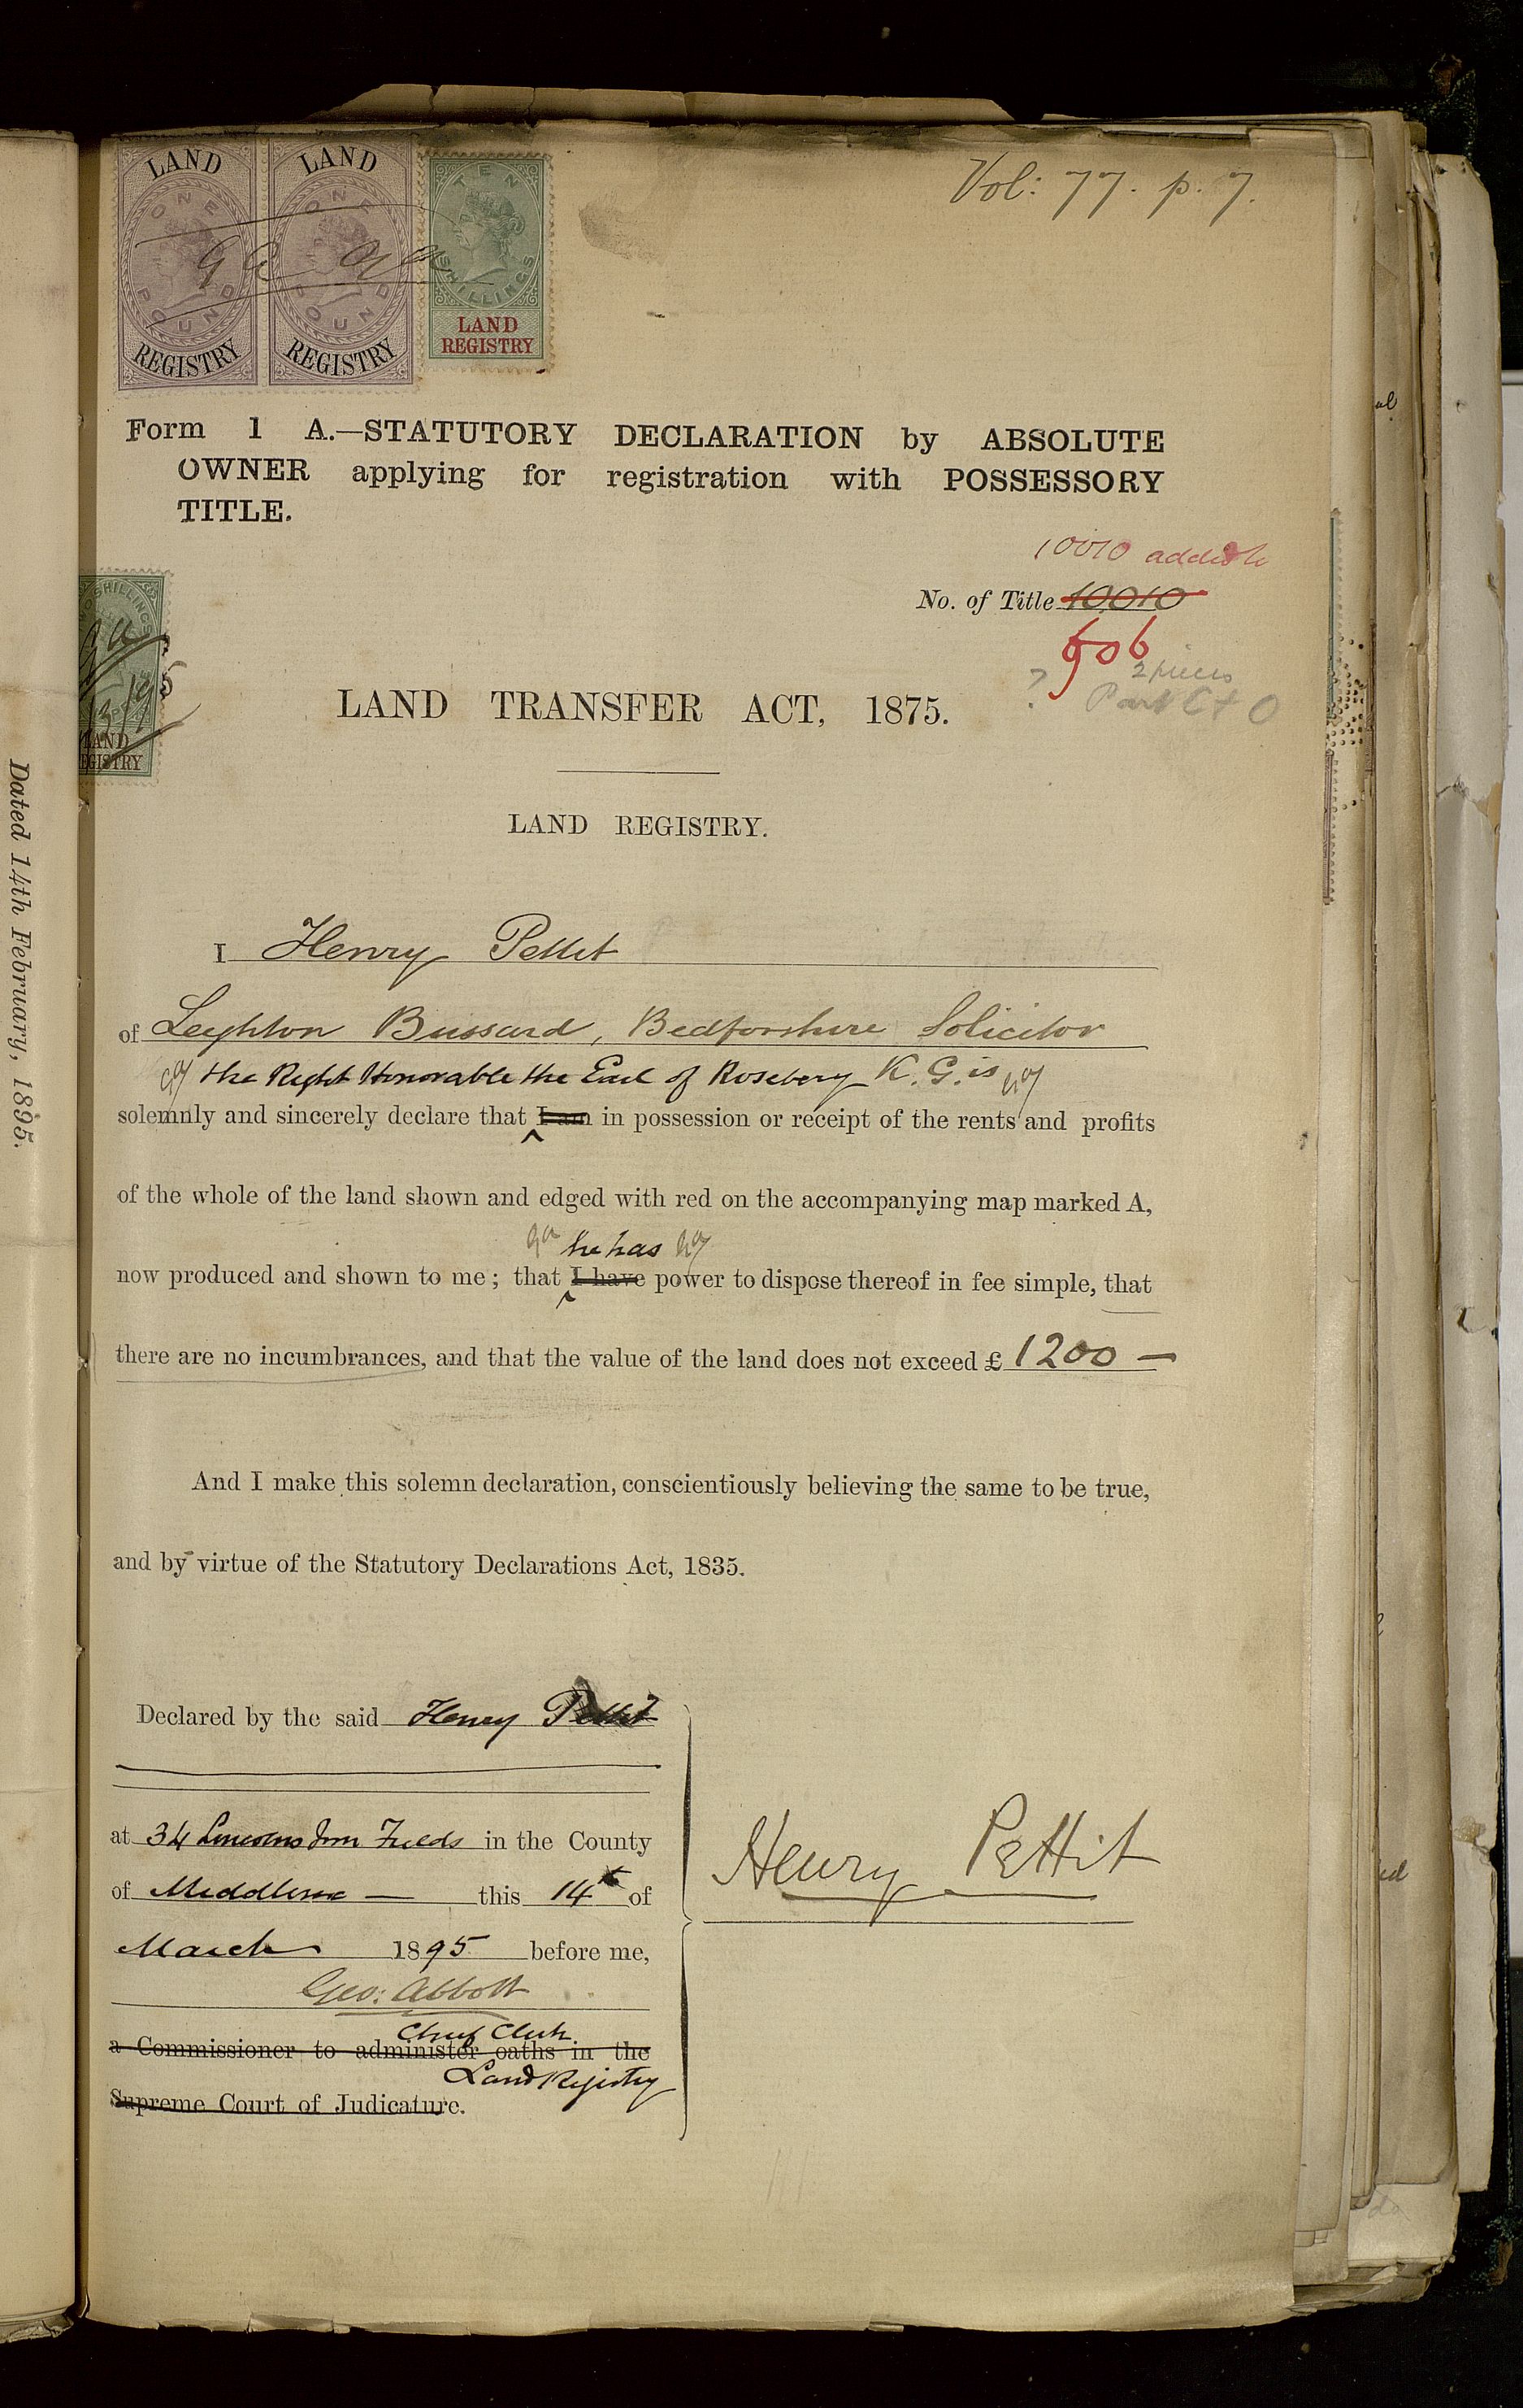 Vol: 77. p. 7.
LAND LAND TEN
ONE ONE SHILLINGS
POUND POUND LAND
REGISTRY REGISTRY REGISTRY
Form 1 A.—STATUTORY DECLARATION by ABSOLUTE
OWNER applying for registration with POSSESSORY
TITLE.
10010 added to
No. of Title 10010
606
? 2 pieces
Part C + O
SHILLINGS
LAND
REGISTRY
LAND TRANSFER ACT, 1875.
LAND REGISTRY.
Dated 14th February, 1895.
I Henry Pettit
of Leighton Bussard, Bedfordshire Solicitor
the Right Honorable the Earl of Rosebery K. G. is
solemnly and sincerely declare that I am in possession or receipt of the rents and profits
of the whole of the land shown and edged with red on the accompanying map marked A,
he has
now produced and shown to me; that I have power to dispose thereof in fee simple, that
there are no incumbrances, and that the value of the land does not exceed £ 1200 —
And I make this solemn declaration, conscientiously believing the same to be true,
and by virtue of the Statutory Declarations Act, 1835.
Declared by the said Henry Pettit
at 34 Lincolns Inn Fields in the County
of Middlesex — this 14th of
March 1895 before me,
Henry Pettit
Geo: Abbott
Chief Clerk
a Commissioner to administer oaths in the
Land Registry
Supreme Court of Judicature.